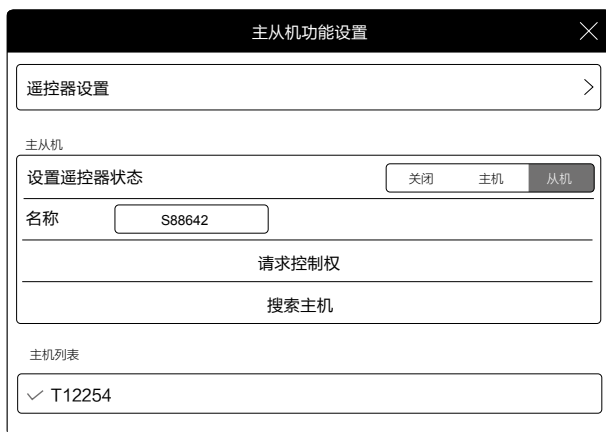 主从机功能设置
遥控器设置
主从机
设置遥控器状态 关闭 主机 从机
名称 S88642
请求控制权
搜索主机
主机列表
T12254